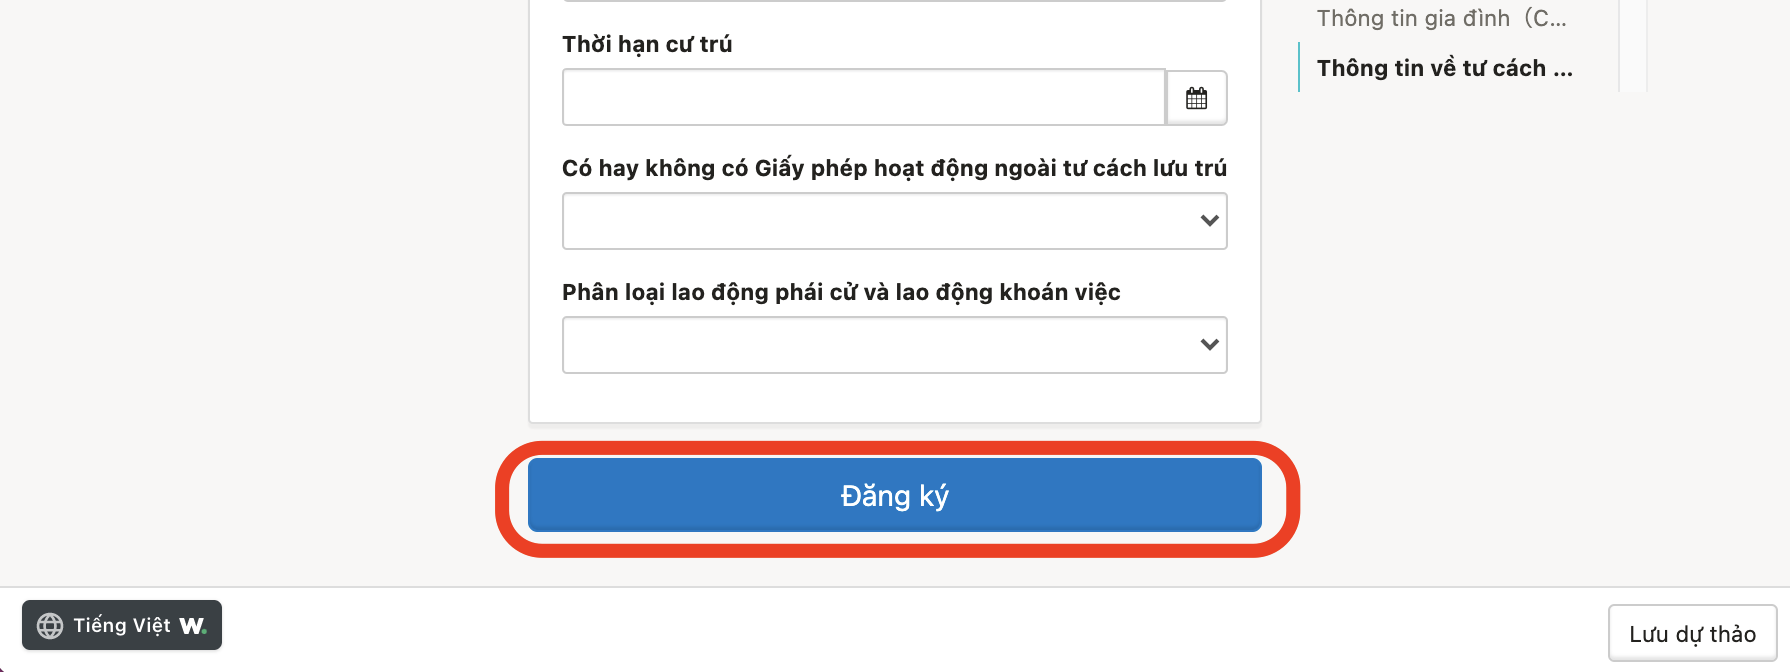 Thông tin gia đình（C...
Thời hạn cư trú
Thông tin về tư cách ...
Có hay không có Giấy phép hoạt động ngoài tư cách lưu trú
Phân loại lao động phái cử và lao động khoán việc
Đăng ký
Tiếng Việt W.
Lưu dự thảo